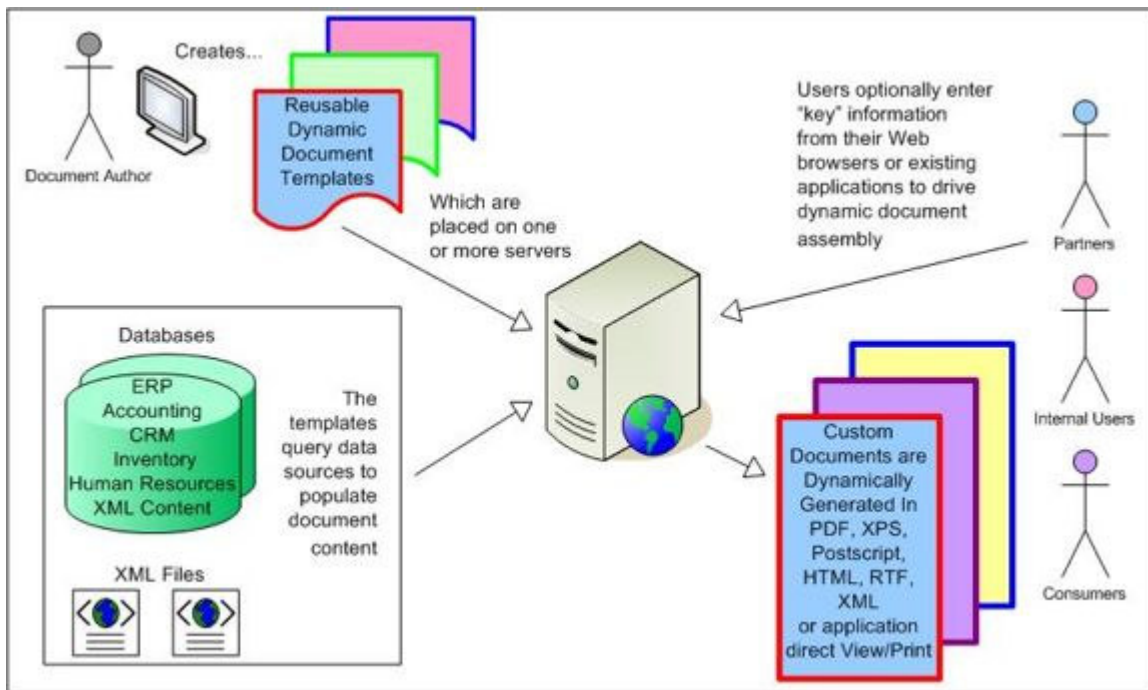 Creates...
Document Author
Reusable
Dynamic
Document
Templates
Which are
placed on one
or more servers
Users optionally enter
“key” information
from their Web
browsers or existing
applications to drive
dynamic document
assembly
Partners
Internal Users
Consumers
Databases
ERP
Accounting
CRM
Inventory
Human Resources
XML Content
The
templates
query data
sources to
populate
document
content
XML Files
Custom
Documents are
Dynamically
Generated In
PDF, XPS,
Postscript,
HTML, RTF,
XML
or application
direct View/Print